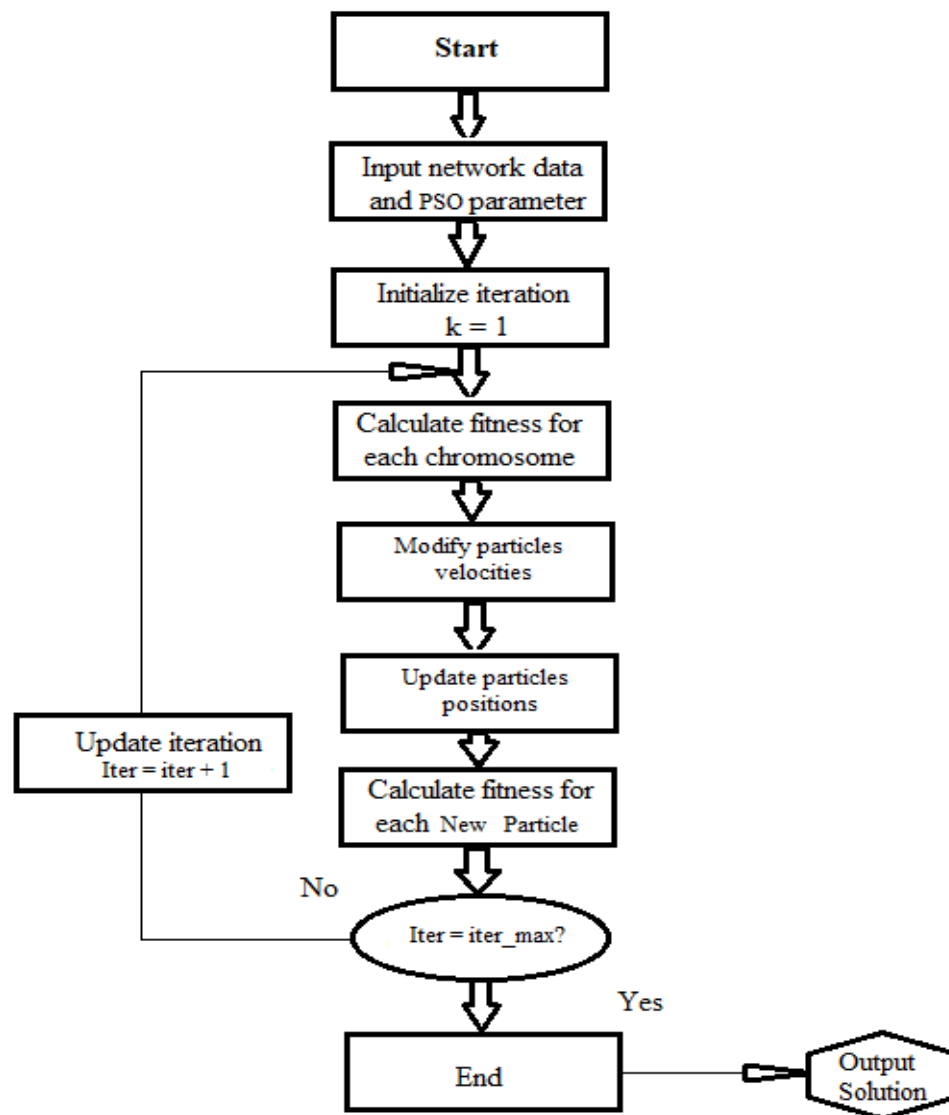 Start
Input network data
and PSO parameter
Initialize iteration
k = 1
Calculate fitness for
each chromosome
Modify particles
velocities
Update particles
positions
Update iteration
Iter = iter + 1
Calculate fitness for
each New Particle
No
Iter = iter_max?
Yes
End
Output
Solution